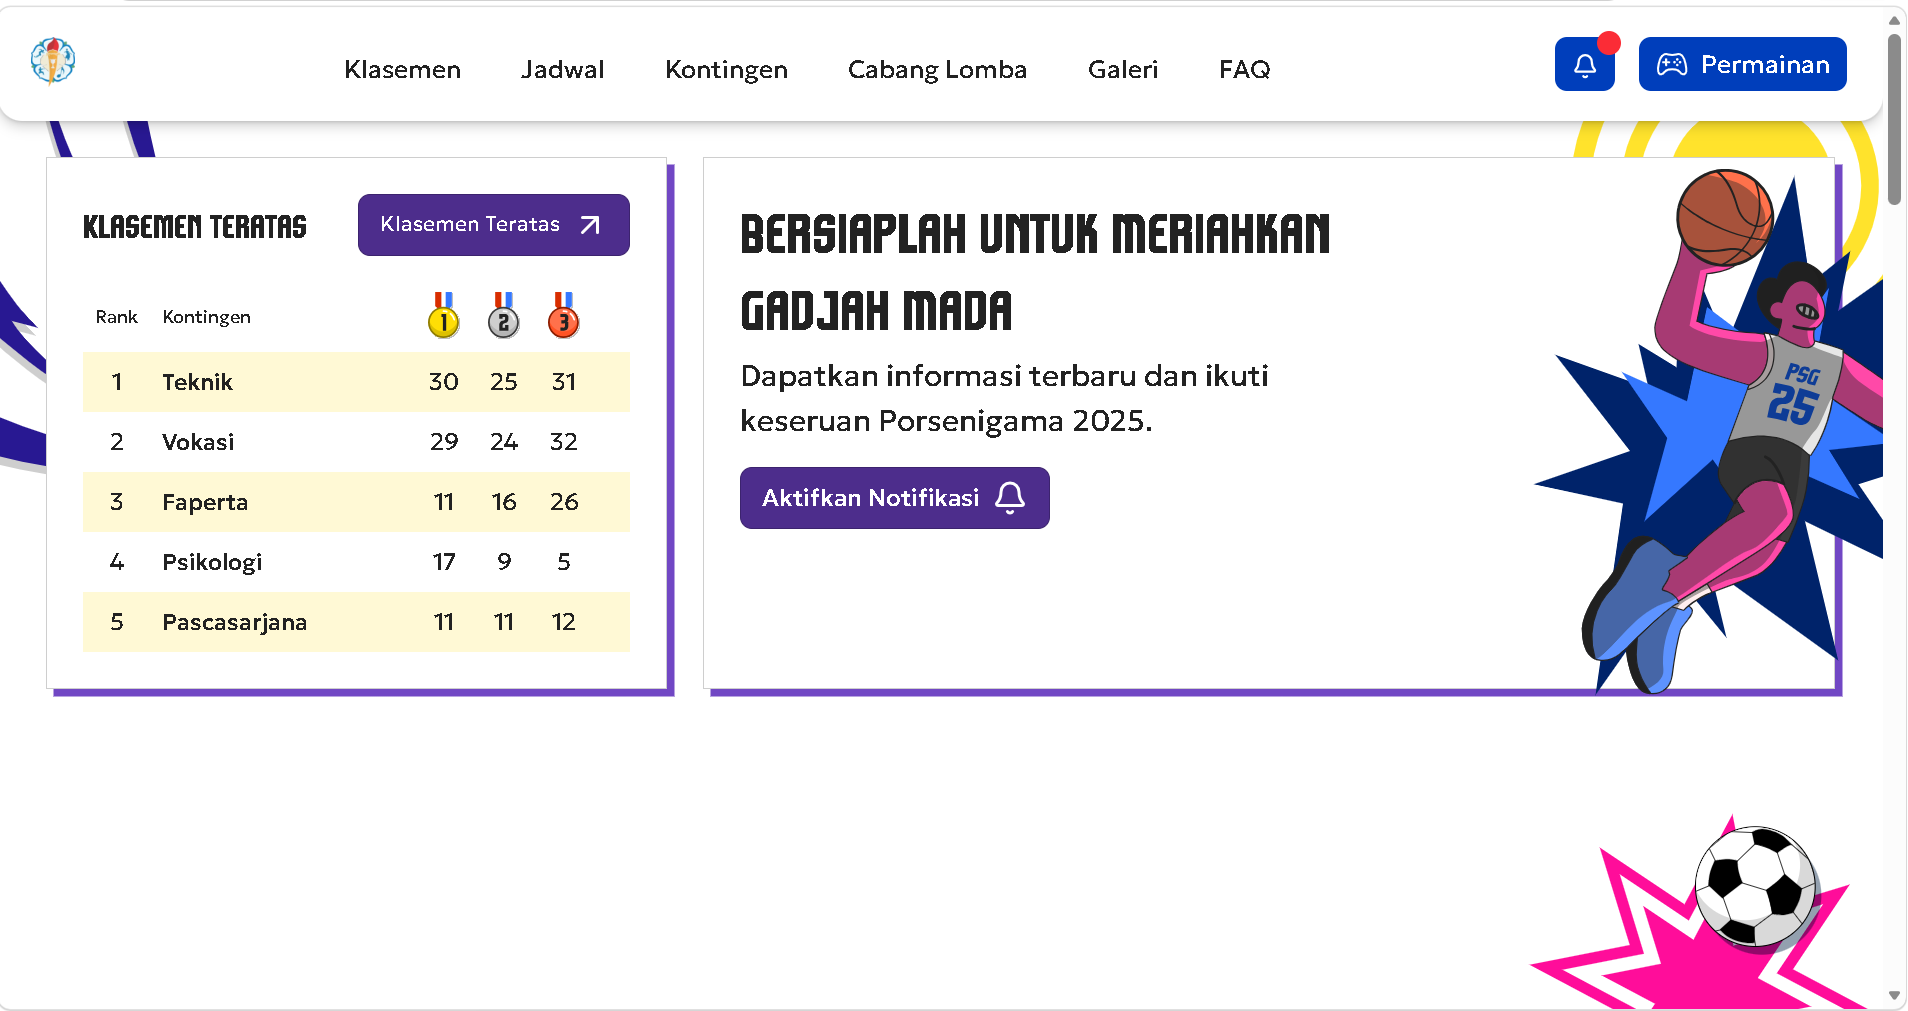 Klasemen Jadwal Kontingen Cabang Lomba Galeri FAQ Permainan
KLASEMEN TERATAS
Klasemen Teratas
Rank Kontingen 1 2 3
1 Teknik 30 25 31
2 Vokasi 29 24 32
3 Faperta 11 16 26
4 Psikologi 17 9 5
5 Pascasarjana 11 11 12
BERSIAPLAH UNTUK MERIAHKAN
GADJAH MADA
Dapatkan informasi terbaru dan ikuti
keseruan Porsenigama 2025.
Aktifkan Notifikasi
PSG
25